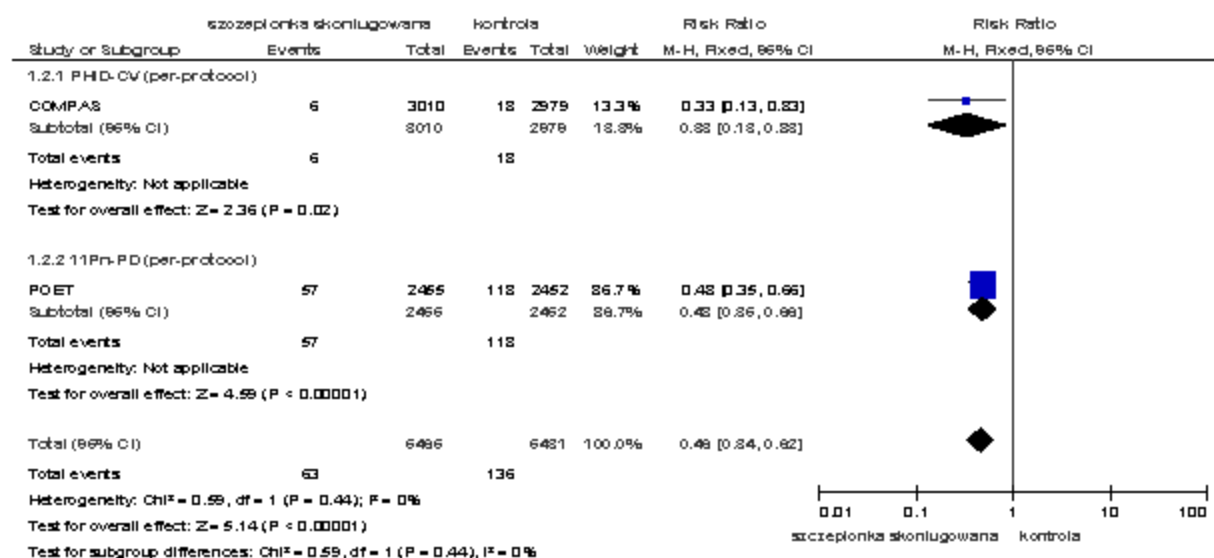 szczepionka skoniugowana kontrola Risk Ratio Risk Ratio
Study or Subgroup Events Total Events Total Weight M-H, Fixed, 95% CI M-H, Fixed, 95% CI
1.2.1 PHiD-CV (per-protocol)
COMPAS 6 3010 18 2979 13.3% 0.33 [0.13, 0.83]
Subtotal (95% CI) 3010 2979 13.3% 0.33 [0.13, 0.83]
Total events 6 18
Heterogeneity: Not applicable
Test for overall effect: Z = 2.36 (P = 0.02)
1.2.2 11Pn-PD (per-protocol)
POET 57 2455 118 2452 86.7% 0.48 [0.35, 0.66]
Subtotal (95% CI) 2455 2452 86.7% 0.48 [0.35, 0.66]
Total events 57 118
Heterogeneity: Not applicable
Test for overall effect: Z = 4.59 (P < 0.00001)
Total (95% CI) 5465 5431 100.0% 0.46 [0.34, 0.62]
Total events 63 136
Heterogeneity: Chi² = 0.59, df = 1 (P = 0.44); I² = 0%
Test for overall effect: Z = 5.14 (P < 0.00001)
Test for subgroup differences: Chi² = 0.59, df = 1 (P = 0.44), I² = 0%
0.01 0.1 1 10 100
szczepionka skoniugowana kontrola